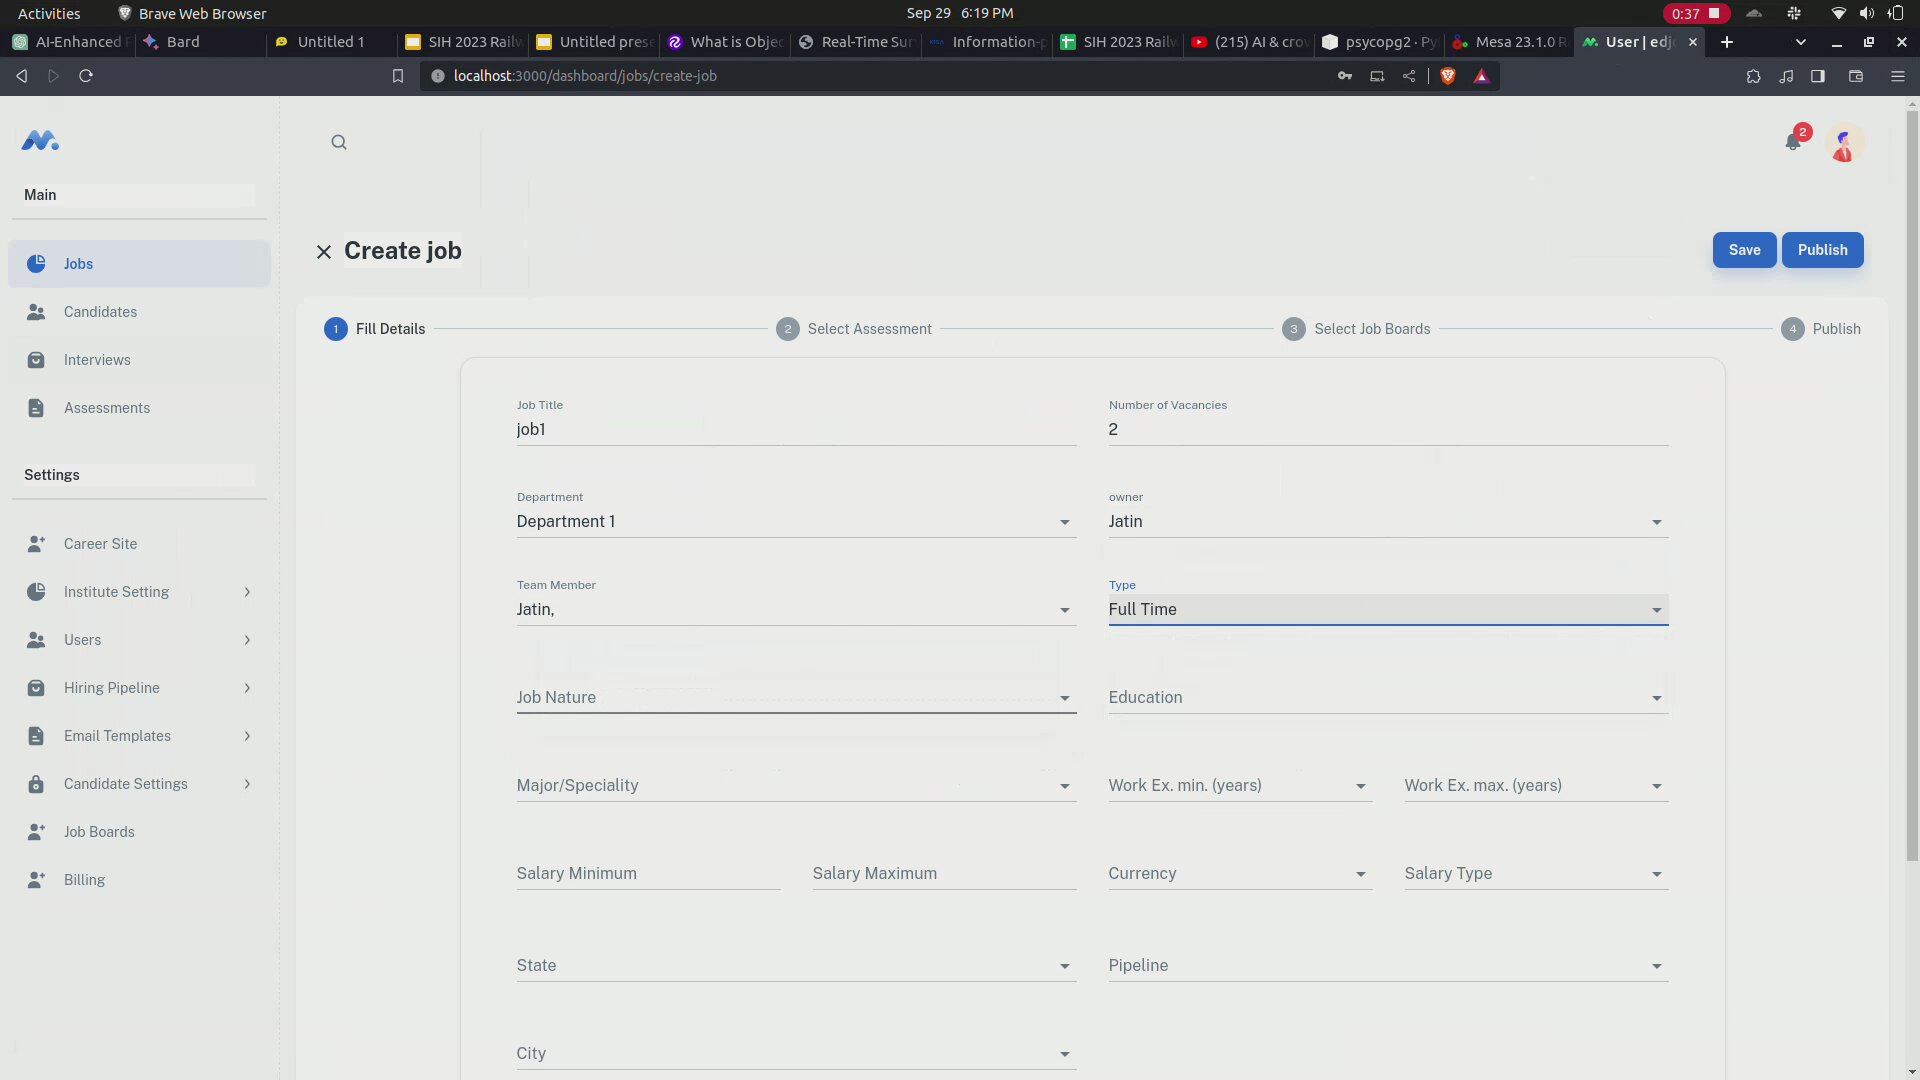 Activities
Brave Web Browser
Sep 29 6:19 PM
0:37
AI-Enhanced
Bard
Untitled 1
SIH 2023 Railw
Untitled prese
What is Objec
Real-Time Sur
Information-p
SIH 2023 Railw
(215) AI & crow
psycopg2 · Py
Mesa 23.1.0 R
User | edj
localhost:3000/dashboard/jobs/create-job
2
Main
Create job
Save
Publish
Jobs
1 Fill Details
2 Select Assessment
3 Select Job Boards
4 Publish
Candidates
Interviews
Assessments
Settings
Career Site
Institute Setting
Users
Hiring Pipeline
Email Templates
Candidate Settings
Job Boards
Billing
Job Title
job1
Number of Vacancies
2
Department
Department 1
owner
Jatin
Team Member
Jatin,
Type
Full Time
Job Nature
Education
Major/Speciality
Work Ex. min. (years)
Work Ex. max. (years)
Salary Minimum
Salary Maximum
Currency
Salary Type
State
Pipeline
City